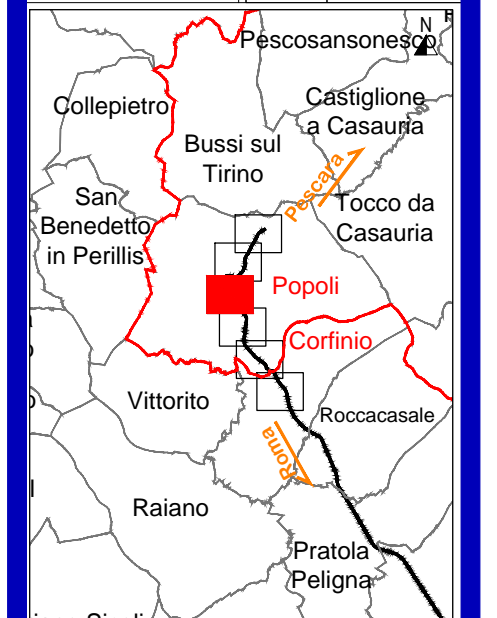 N
Pescosansonesco
Castiglione
a Casauria
Collepietro
Bussi sul
Tirino
Pescara
San
Benedetto
in Perillis
Tocco da
Casauria
Popoli
Corfinio
Vittorito
Roccacasale
Roma
Raiano
Pratola
Peligna